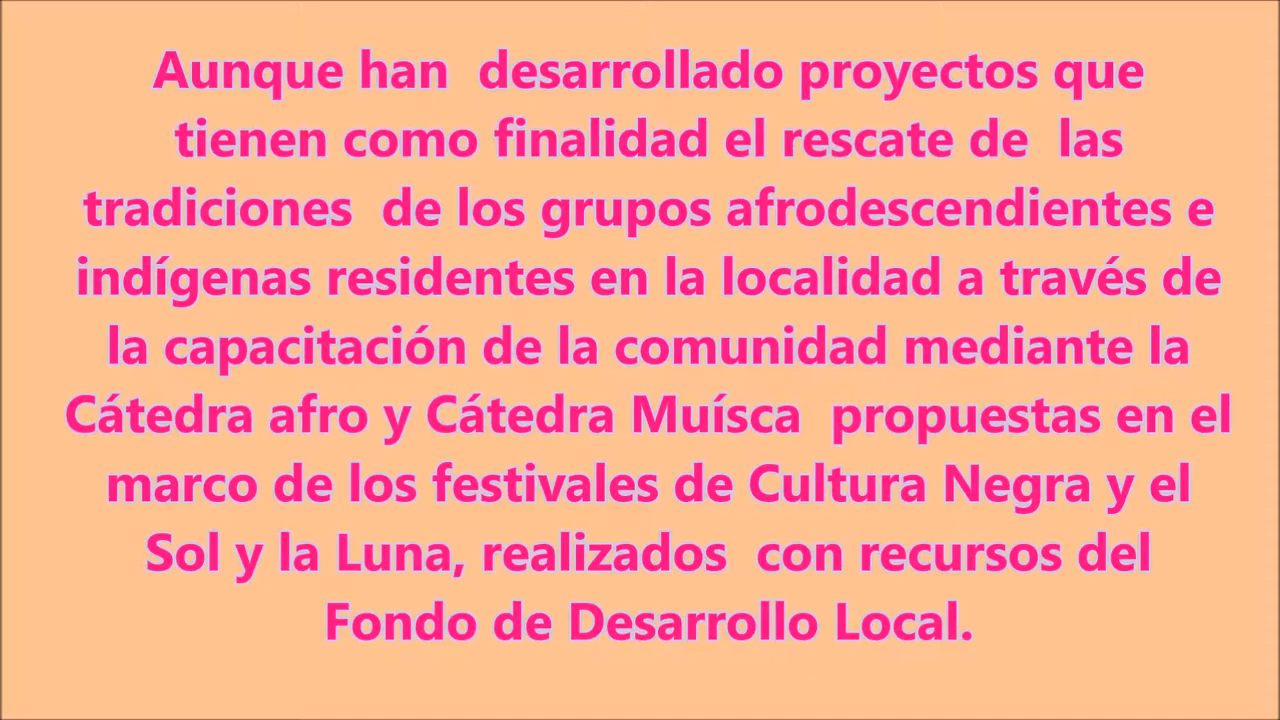 Aunque han  desarrollado proyectos que
tienen como finalidad el rescate de  las
tradiciones  de los grupos afrodescendientes e
indígenas residentes en la localidad a través de
la capacitación de la comunidad mediante la
Cátedra afro y Cátedra Muísca  propuestas en el
marco de los festivales de Cultura Negra y el
Sol y la Luna, realizados  con recursos del
Fondo de Desarrollo Local.